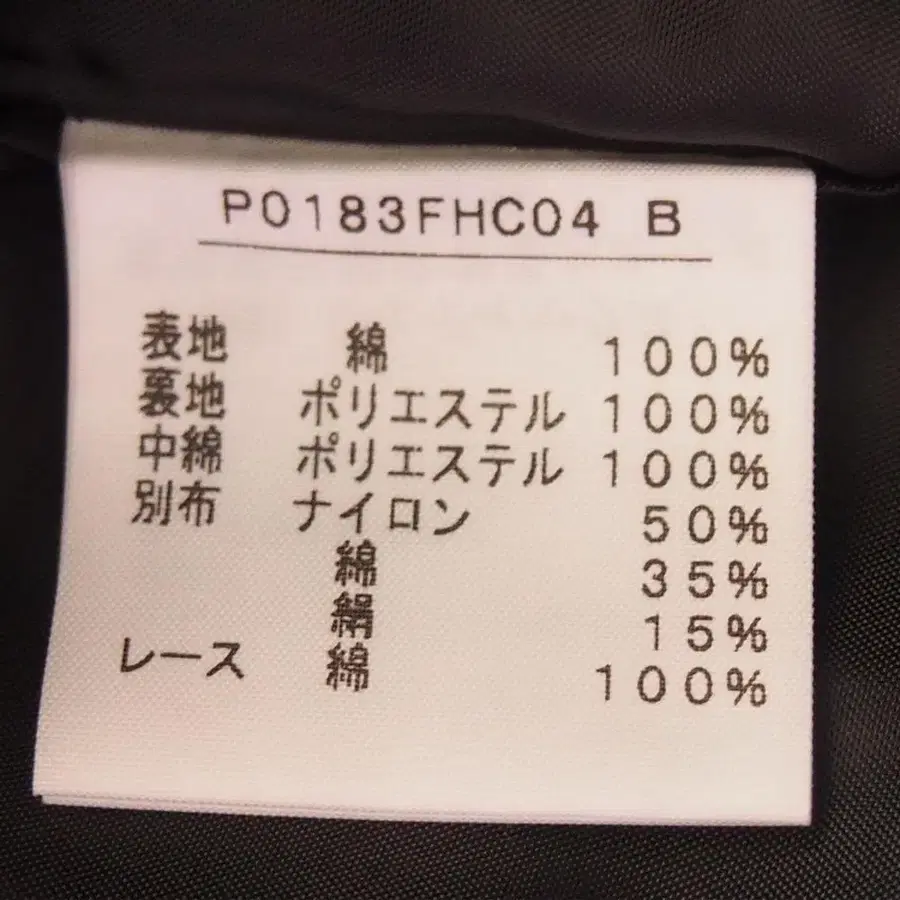 P0183FHC04 B
表地 綿 100%
裏地 ポリエステル 100%
中綿 ポリエステル 100%
別布 ナイロン 50%
綿 35%
絹 15%
レース 綿 100%